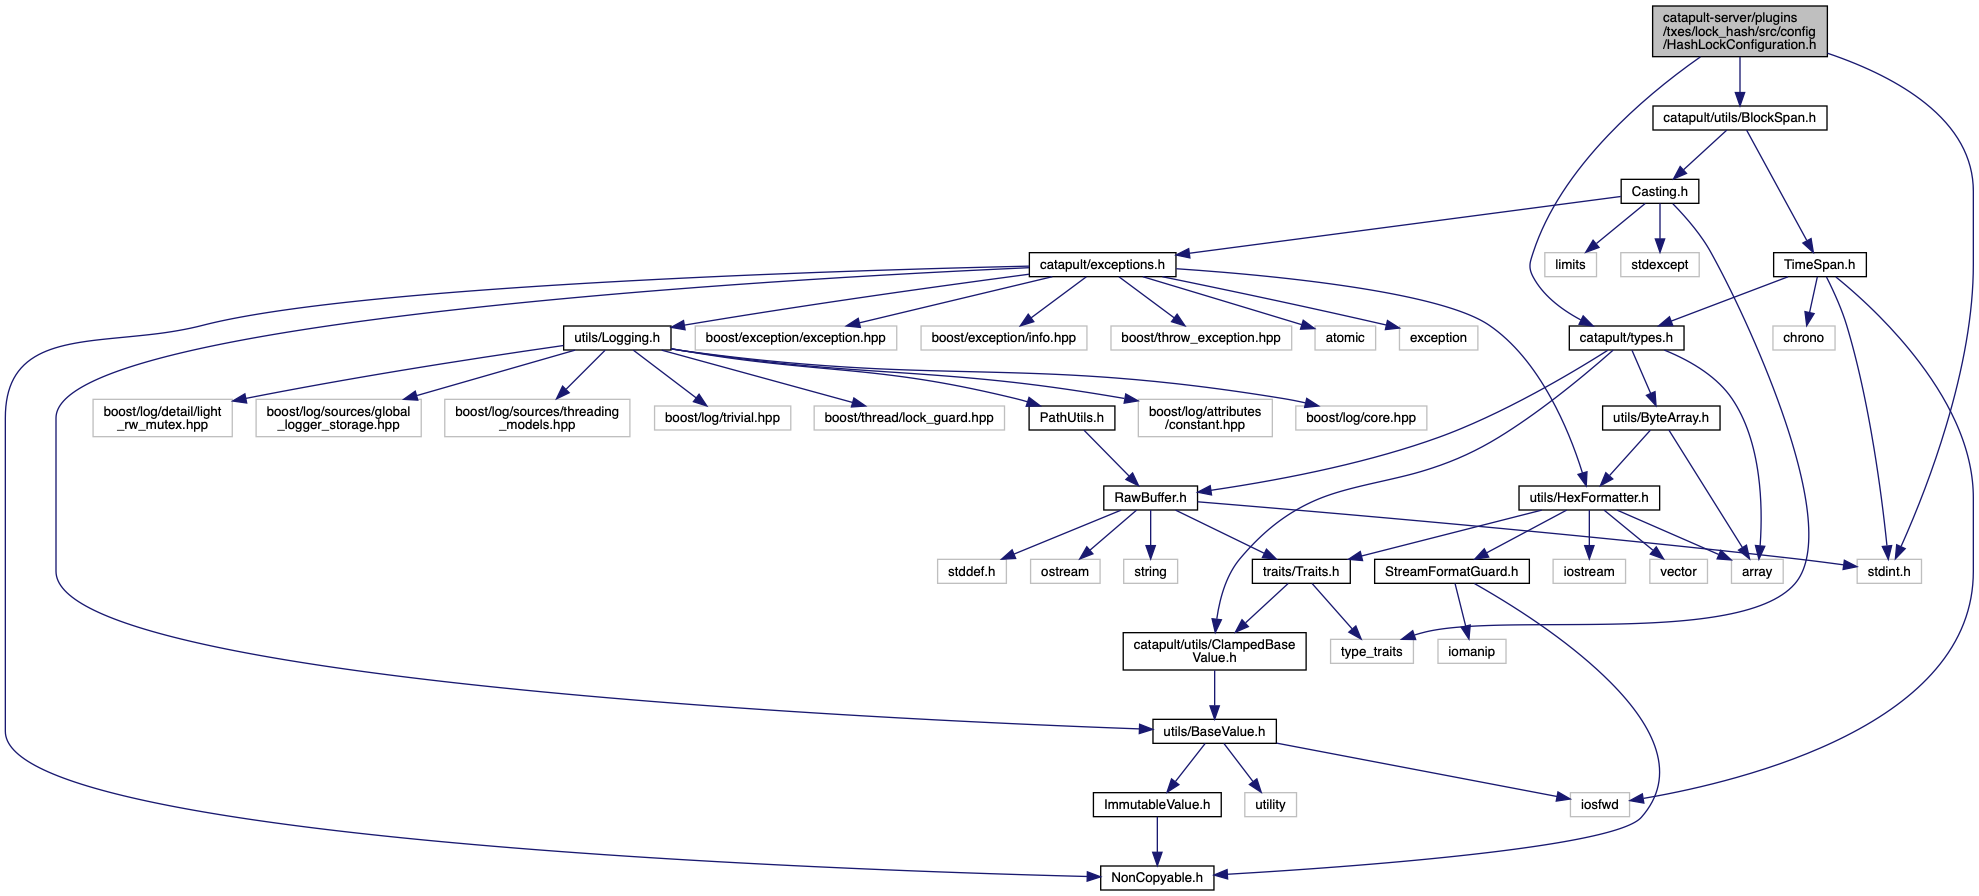 catapult-server/plugins
/txes/lock_hash/src/config
/HashLockConfiguration.h
catapult/utils/BlockSpan.h
Casting.h
catapult/exceptions.h
limits
stdexcept
TimeSpan.h
utils/Logging.h
boost/exception/exception.hpp
boost/exception/info.hpp
boost/throw_exception.hpp
atomic
exception
catapult/types.h
chrono
boost/log/detail/light
_rw_mutex.hpp
boost/log/sources/global
_logger_storage.hpp
boost/log/sources/threading
_models.hpp
boost/log/trivial.hpp
boost/thread/lock_guard.hpp
PathUtils.h
boost/log/attributes
/constant.hpp
boost/log/core.hpp
utils/ByteArray.h
RawBuffer.h
utils/HexFormatter.h
stddef.h
ostream
string
traits/Traits.h
StreamFormatGuard.h
iostream
vector
array
stdint.h
catapult/utils/ClampedBase
Value.h
type_traits
iomanip
utils/BaseValue.h
ImmutableValue.h
utility
iosfwd
NonCopyable.h